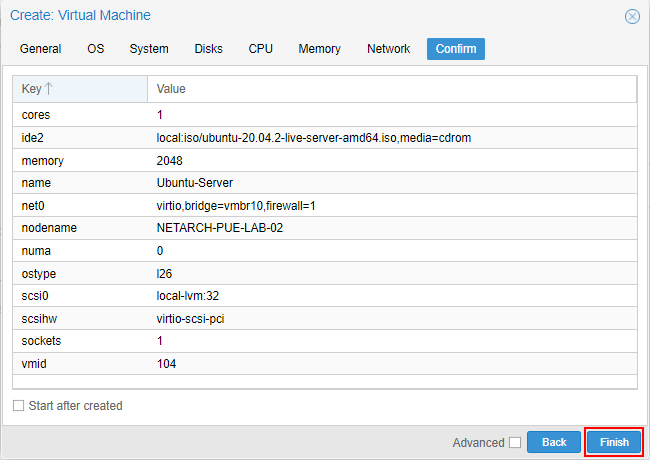 Create: Virtual Machine
General OS System Disks CPU Memory Network Confirm
Key Value
cores 1
ide2 local:iso/ubuntu-20.04.2-live-server-amd64.iso,media=cdrom
memory 2048
name Ubuntu-Server
net0 virtio,bridge=vmbr10,firewall=1
nodename NETARCH-PUE-LAB-02
numa 0
ostype l26
scsi0 local-lvm:32
scsihw virtio-scsi-pci
sockets 1
vmid 104
Start after created
Advanced Back Finish